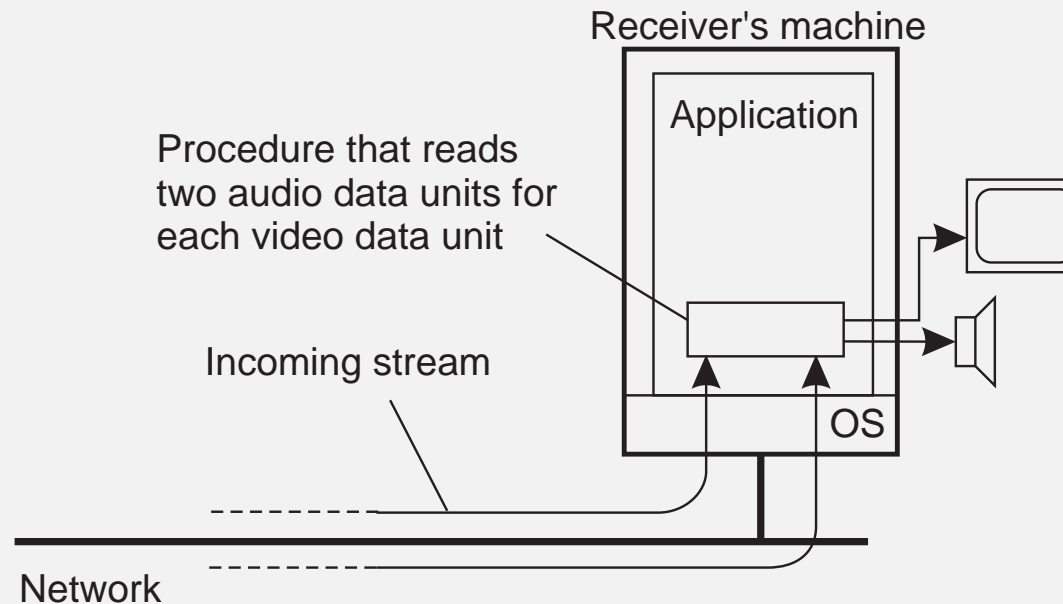 Receiver's machine
Application
Procedure that reads
two audio data units for
each video data unit
Incoming stream
OS
Network